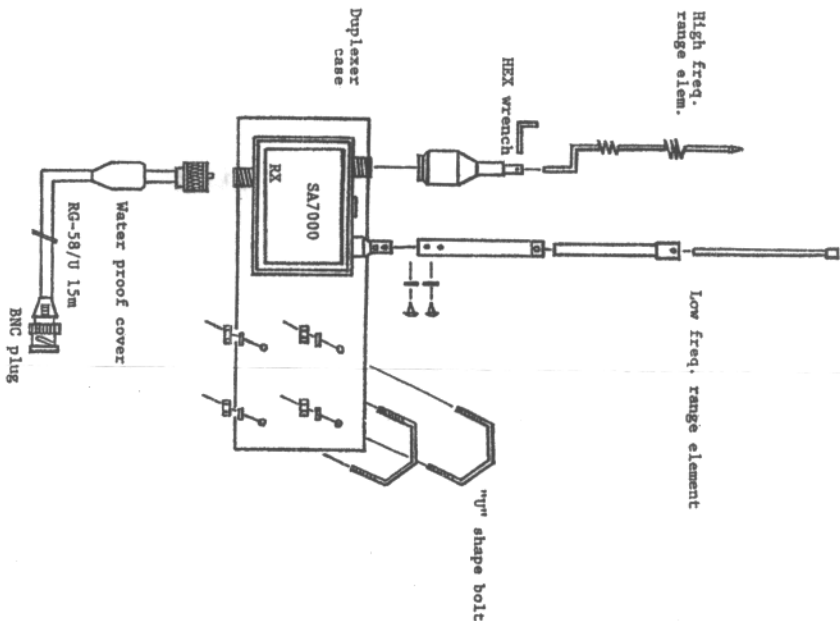 High freq.
range elem.
HEX wrench
Duplexer
case
SA7000
RX
Low freq. range element
"U" shape bolt
Water proof cover
RG-58/U 15m
BNC plug